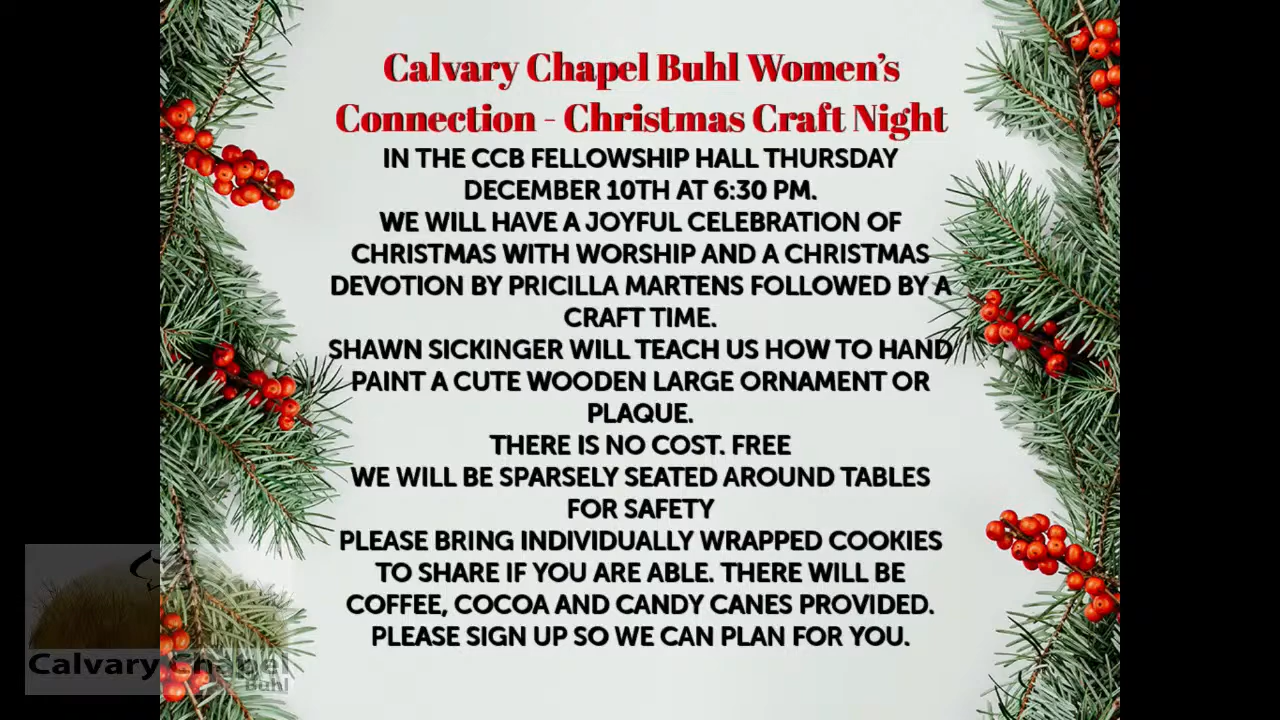 Calvary Chapel Buhl Women’s
Connection - Christmas Craft Night
IN THE CCB FELLOWSHIP HALL THURSDAY
DECEMBER 10TH AT 6:30 PM.
WE WILL HAVE A JOYFUL CELEBRATION OF
CHRISTMAS WITH WORSHIP AND A CHRISTMAS
DEVOTION BY PRICILLA MARTENS FOLLOWED BY A
CRAFT TIME.
SHAWN SICKINGER WILL TEACH US HOW TO HAND
PAINT A CUTE WOODEN LARGE ORNAMENT OR
PLAQUE.
THERE IS NO COST. FREE
WE WILL BE SPARSELY SEATED AROUND TABLES
FOR SAFETY
PLEASE BRING INDIVIDUALLY WRAPPED COOKIES
TO SHARE IF YOU ARE ABLE. THERE WILL BE
COFFEE, COCOA AND CANDY CANES PROVIDED.
PLEASE SIGN UP SO WE CAN PLAN FOR YOU.
Calvary Chapel
Buhl